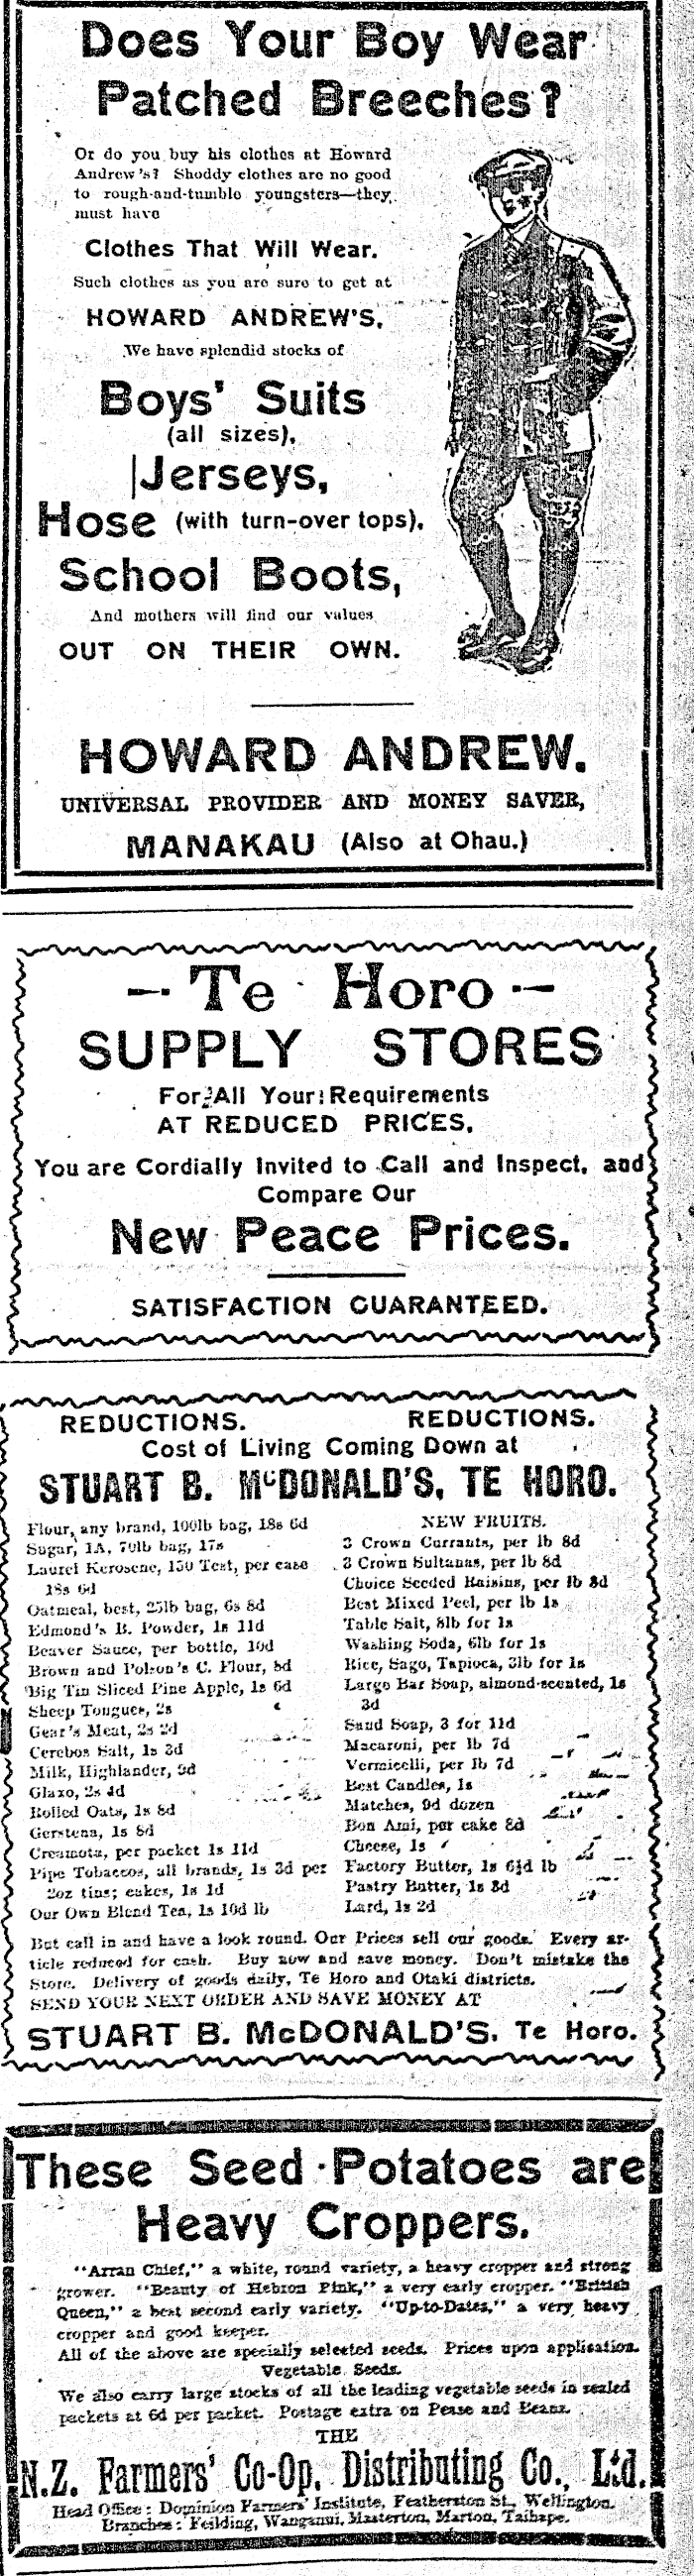 Does Your Boy Wear
Patched Breeches?
Or do you buy his clothes at Howard
Andrew's? Shoddy clothes are no good
to rough-and-tumble youngsters—they
must have
Clothes That Will Wear.
Such clothes as you are sure to get at
HOWARD ANDREW'S.
We have splendid stocks of
Boys' Suits
(all sizes),
Jerseys,
Hose (with turn-over tops),
School Boots,
And mothers will find our values
OUT ON THEIR OWN.
HOWARD ANDREW.
UNIVERSAL PROVIDER AND MONEY SAVER,
MANAKAU (Also at Ohau.)
— Te Horo —
SUPPLY STORES
For All Your Requirements
AT REDUCED PRICES.
You are Cordially Invited to Call and Inspect, and
Compare Our
New Peace Prices.
SATISFACTION GUARANTEED.
REDUCTIONS. REDUCTIONS.
Cost of Living Coming Down at
STUART B. McDONALD'S, TE HORO.
Flour, any brand, 100lb bag, 18s 6d
Sugar, 1A, 70lb bag, 17s
Laurel Kerosene, 150 Test, per case
18s 6d
Oatmeal, best, 25lb bag, 6s 8d
Edmond's B. Powder, 1s 11d
Beaver Sauce, per bottle, 10d
Brown and Polson's C. Flour, 8d
Big Tin Sliced Pine Apple, 1s 6d
Sheep Tongues, 2s
Gear's Meat, 2s 2d
Cerebos Salt, 1s 3d
Milk, Highlander, 9d
Glaxo, 2s 4d
Rolled Oats, 1s 8d
Gerstena, 1s 8d
Creamota, per packet 1s 11d
Pipe Tobaccos, all brands, 1s 3d per
2oz tins; cakes, 1s 1d
Our Own Blend Tea, 1s 10d lb
NEW FRUITS.
3 Crown Currants, per lb 8d
3 Crown Sultanas, per lb 8d
Choice Seeded Raisins, per lb 8d
Best Mixed Peel, per lb 1s
Table Salt, 8lb for 1s
Washing Soda, 6lb for 1s
Rice, Sago, Tapioca, 3lb for 1s
Large Bar Soap, almond-scented, 1s
3d
Sand Soap, 3 for 11d
Macaroni, per lb 7d
Vermicelli, per lb 7d
Best Candles, 1s
Matches, 9d dozen
Bon Ami, per cake 8d
Cheese, 1s
Factory Butter, 1s 6½d lb
Pastry Butter, 1s 3d
Lard, 1s 2d
But call in and have a look round. Our Prices sell our goods. Every ar-
ticle reduced for cash. Buy now and save money. Don't mistake the
Store. Delivery of goods daily, Te Horo and Otaki districts.
SEND YOUR NEXT ORDER AND SAVE MONEY AT
STUART B. McDONALD'S. Te Horo.
These Seed Potatoes are
Heavy Croppers.
"Arran Chief," a white, round variety, a heavy cropper and strong
grower. "Beauty of Hebron Pink," a very early cropper. "British
Queen," a best second early variety. "Up-to-Dates," a very heavy
cropper and good keeper.
All of the above are specially selected seeds. Prices upon application.
Vegetable Seeds.
We also carry large stocks of all the leading vegetable seeds in sealed
packets at 6d per packet. Postage extra on Pease and Beans.
THE
N.Z. Farmers' Co-Op. Distributing Co., Ltd.
Head Office: Dominion Farmers' Institute, Featherston St., Wellington.
Branches: Feilding, Wanganui, Masterton, Marton, Taihape.